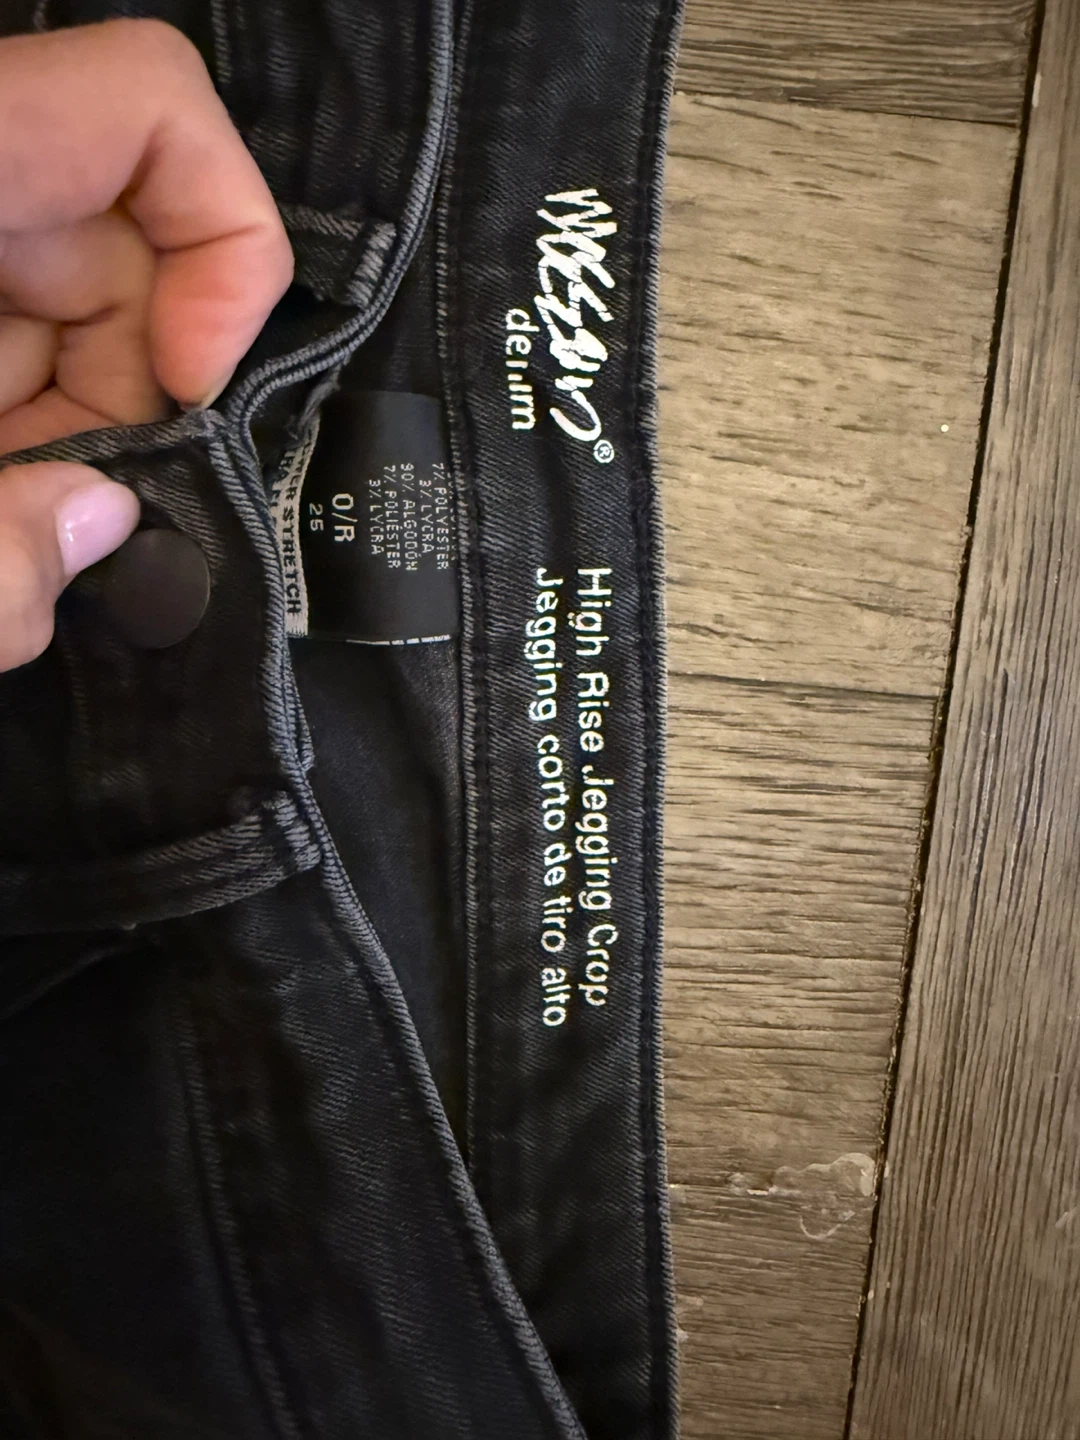 Mossimo®
denim
High Rise Jegging Crop
Jegging corto de tiro alto
7% POLYESTER
3% LYCRA
90% ALGODÓN
7% POLIÉSTER
3% LYCRA
0/R
25
STRETCH